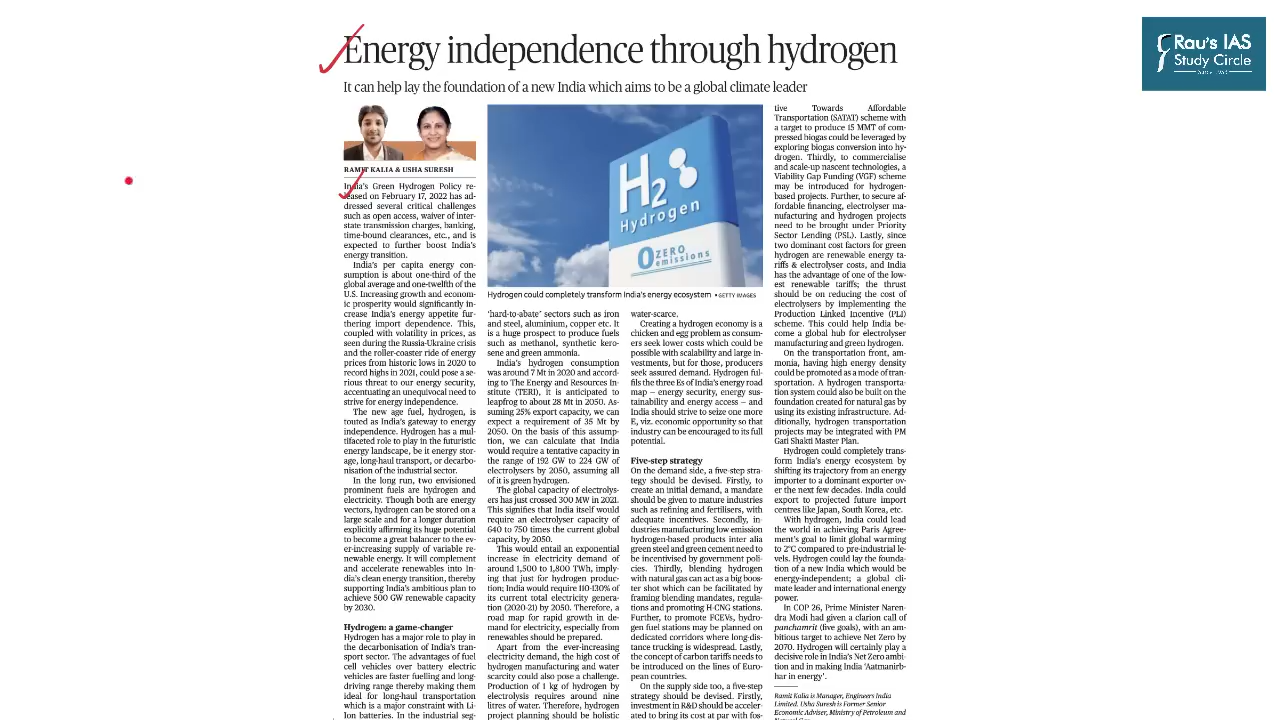 Energy independence through hydrogen
It can help lay the foundation of a new India which aims to be a global climate leader
RAMIT KALIA & USHA SURESH
India's Green Hydrogen Policy re-
leased on February 17, 2022 has ad-
dressed several critical challenges
such as open access, waiver of inter-
state transmission charges, banking,
time-bound clearances, etc., and is
expected to further boost India's
energy transition.
India's per capita energy con-
sumption is about one-third of the
global average and one-twelfth of the
U.S. Increasing growth and econom-
ic prosperity would significantly in-
crease India's energy appetite fur-
thering import dependence. This,
coupled with volatility in prices, as
seen during the Russia-Ukraine crisis
and the roller-coaster ride of energy
prices from historic lows in 2020 to
record highs in 2021, could pose a se-
rious threat to our energy security,
accentuating an unequivocal need to
strive for energy independence.
The new age fuel, hydrogen, is
touted as India's gateway to energy
independence. Hydrogen has a mul-
tifaceted role to play in the futuristic
energy landscape, be it energy stor-
age, long-haul transport, or decarbo-
nisation of the industrial sector.
In the long run, two envisioned
prominent fuels are hydrogen and
electricity. Though both are energy
vectors, hydrogen can be stored on a
large scale and for a longer duration
explicitly affirming its huge potential
to become a great balancer to the ev-
er-increasing supply of variable re-
newable energy. It will complement
and accelerate renewables into In-
dia's clean energy transition, thereby
supporting India's ambitious plan to
achieve 500 GW renewable capacity
by 2030.
Hydrogen: a game-changer
Hydrogen has a major role to play in
the decarbonisation of India's tran-
sport sector. The advantages of fuel
cell vehicles over battery electric
vehicles are faster fuelling and long-
driving range thereby making them
ideal for long-haul transportation
which is a major constraint with Li-
Ion batteries. In the industrial seg-
H2
Hydrogen
0 ZERO
emissions
Hydrogen could completely transform India's energy ecosystem • GETTY IMAGES
'hard-to-abate' sectors such as iron
and steel, aluminium, copper etc. It
is a huge prospect to produce fuels
such as methanol, synthetic kero-
sene and green ammonia.
India's hydrogen consumption
was around 7 Mt in 2020 and accord-
ing to The Energy and Resources In-
stitute (TERI), it is anticipated to
leapfrog to about 28 Mt in 2050. As-
suming 25% export capacity, we can
expect a requirement of 35 Mt by
2050. On the basis of this assump-
tion, we can calculate that India
would require a tentative capacity in
the range of 192 GW to 224 GW of
electrolysers by 2050, assuming all
of it is green hydrogen.
The global capacity of electrolys-
ers has just crossed 300 MW in 2021.
This signifies that India itself would
require an electrolyser capacity of
640 to 750 times the current global
capacity, by 2050.
This would entail an exponential
increase in electricity demand of
around 1,500 to 1,800 TWh, imply-
ing that just for hydrogen produc-
tion; India would require 110-130% of
its current total electricity genera-
tion (2020-21) by 2050. Therefore, a
road map for rapid growth in de-
mand for electricity, especially from
renewables should be prepared.
Apart from the ever-increasing
electricity demand, the high cost of
hydrogen manufacturing and water
scarcity could also pose a challenge.
Production of 1 kg of hydrogen by
electrolysis requires around nine
litres of water. Therefore, hydrogen
project planning should be holistic
water-scarce.
Creating a hydrogen economy is a
chicken and egg problem as consum-
ers seek lower costs which could be
possible with scalability and large in-
vestments, but for those, producers
seek assured demand. Hydrogen ful-
fils the three Es of India's energy road
map — energy security, energy sus-
tainability and energy access — and
India should strive to seize one more
E, viz. economic opportunity so that
industry can be encouraged to its full
potential.
Five-step strategy
On the demand side, a five-step stra-
tegy should be devised. Firstly, to
create an initial demand, a mandate
should be given to mature industries
such as refining and fertilisers, with
adequate incentives. Secondly, in-
dustries manufacturing low emission
hydrogen-based products inter alia
green steel and green cement need to
be incentivised by government poli-
cies. Thirdly, blending hydrogen
with natural gas can act as a big boos-
ter shot which can be facilitated by
framing blending mandates, regula-
tions and promoting H-CNG stations.
Further, to promote FCEVs, hydro-
gen fuel stations may be planned on
dedicated corridors where long-dis-
tance trucking is widespread. Lastly,
the concept of carbon tariffs needs to
be introduced on the lines of Euro-
pean countries.
On the supply side too, a five-step
strategy should be devised. Firstly,
investment in R&D should be acceler-
ated to bring its cost at par with fos-
tive Towards Affordable
Transportation (SATAT) scheme with
a target to produce 15 MMT of com-
pressed biogas could be leveraged by
exploring biogas conversion into hy-
drogen. Thirdly, to commercialise
and scale-up nascent technologies, a
Viability Gap Funding (VGF) scheme
may be introduced for hydrogen-
based projects. Further, to secure af-
fordable financing, electrolyser ma-
nufacturing and hydrogen projects
need to be brought under Priority
Sector Lending (PSL). Lastly, since
two dominant cost factors for green
hydrogen are renewable energy ta-
riffs & electrolyser costs, and India
has the advantage of one of the low-
est renewable tariffs; the thrust
should be on reducing the cost of
electrolysers by implementing the
Production Linked Incentive (PLI)
scheme. This could help India be-
come a global hub for electrolyser
manufacturing and green hydrogen.
On the transportation front, am-
monia, having high energy density
could be promoted as a mode of tran-
sportation. A hydrogen transporta-
tion system could also be built on the
foundation created for natural gas by
using its existing infrastructure. Ad-
ditionally, hydrogen transportation
projects may be integrated with PM
Gati Shakti Master Plan.
Hydrogen could completely trans-
form India's energy ecosystem by
shifting its trajectory from an energy
importer to a dominant exporter ov-
er the next few decades. India could
export to projected future import
centres like Japan, South Korea, etc.
With hydrogen, India could lead
the world in achieving Paris Agree-
ment's goal to limit global warming
to 2°C compared to pre-industrial le-
vels. Hydrogen could lay the founda-
tion of a new India which would be
energy-independent; a global cli-
mate leader and international energy
power.
In COP 26, Prime Minister Naren-
dra Modi had given a clarion call of
panchamrit (five goals), with an am-
bitious target to achieve Net Zero by
2070. Hydrogen will certainly play a
decisive role in India's Net Zero ambi-
tion and in making India 'Aatmanirb-
har in energy'.
Ramit Kalia is Manager, Engineers India
Limited. Usha Suresh is Former Senior
Economic Adviser, Ministry of Petroleum and
Rau's IAS
Study Circle